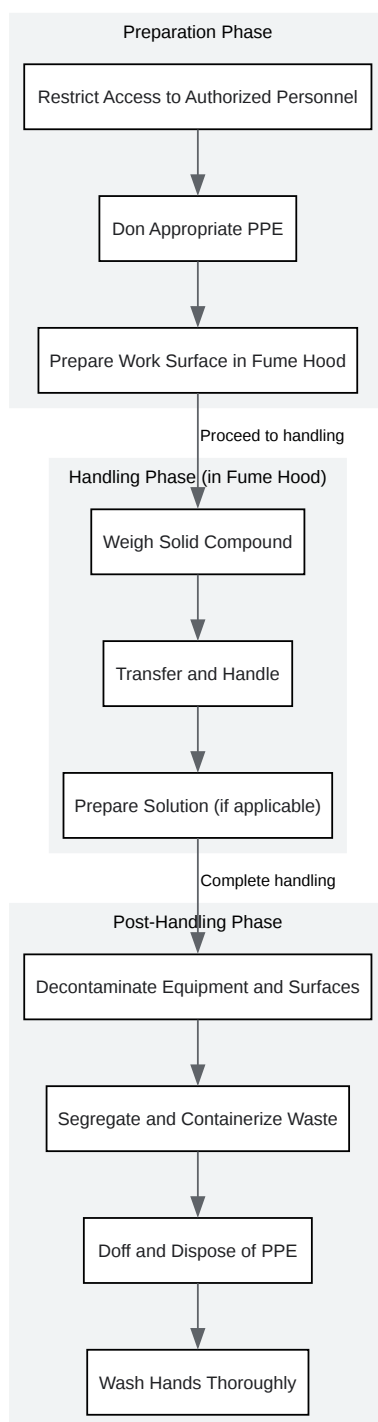 Preparation Phase
Restrict Access to Authorized Personnel
Don Appropriate PPE
Prepare Work Surface in Fume Hood
Proceed to handling
Handling Phase (in Fume Hood)
Weigh Solid Compound
Transfer and Handle
Prepare Solution (if applicable)
Complete handling
Post-Handling Phase
Decontaminate Equipment and Surfaces
Segregate and Containerize Waste
Doff and Dispose of PPE
Wash Hands Thoroughly